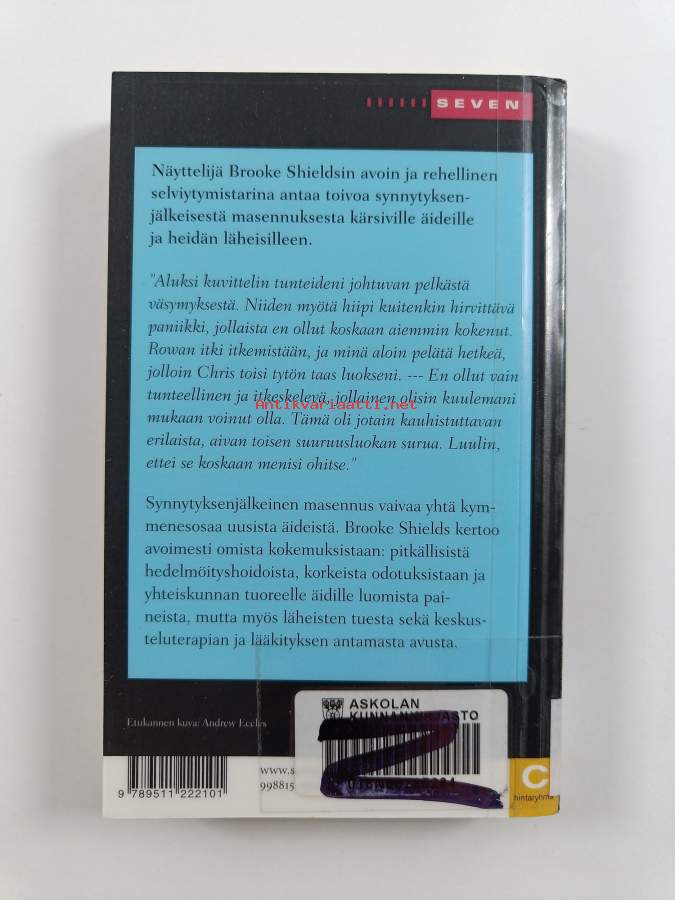 SEVEN
Näyttelijä Brooke Shieldsin avoin ja rehellinen
selviytymistarina antaa toivoa synnytyksen-
jälkeisestä masennuksesta kärsiville äideille
ja heidän läheisilleen.
"Aluksi kuvittelin tunteideni johtuvan pelkästä
väsymyksestä. Niiden myötä hiipi kuitenkin hirvittävä
paniikki, jollaista en ollut koskaan aiemmin kokenut.
Rowan itki itkemistään, ja minä aloin pelätä hetkeä,
jolloin Chris toisi tytön taas luokseni. --- En ollut vain
tunteellinen ja itkeskelevä, jollainen olisin kuulemani
Antikvariaatti.net
mukaan voinut olla. Tämä oli jotain kauhistuttavan
erilaista, aivan toisen suuruusluokan surua. Luulin,
ettei se koskaan menisi ohitse."
Synnytyksenjälkeinen masennus vaivaa yhtä kym-
menesosaa uusista äideistä. Brooke Shields kertoo
avoimesti omista kokemuksistaan: pitkällisistä
hedelmöityshoidoista, korkeista odotuksistaan ja
yhteiskunnan tuoreelle äidille luomista pai-
neista, mutta myös läheisten tuesta sekä keskus-
teluterapian ja lääkityksen antamasta avusta.
Etukannen kuva: Andrew Eccles
ASKOLAN
KUNNANKIRJASTO
www.s
998815
9 789511 222101
C
hintaryhmä